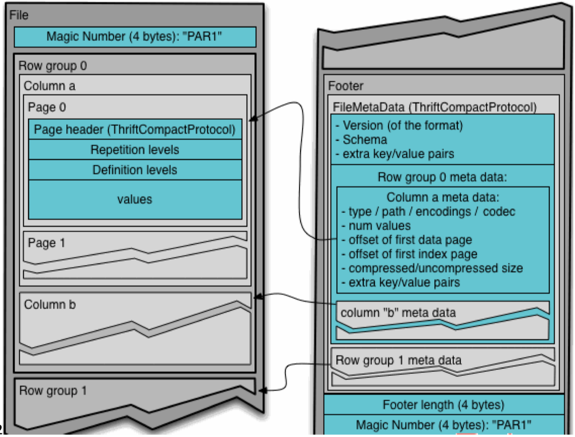 File
Magic Number (4 bytes): "PAR1"
Row group 0
Column a
Page 0
Page header (ThriftCompactProtocol)
Repetition levels
Definition levels
values
Page 1
Column b
Row group 1
Footer
FileMetaData (ThriftCompactProtocol)
- Version (of the format)
- Schema
- extra key/value pairs
Row group 0 meta data:
Column a meta data:
- type / path / encodings / codec
- num values
- offset of first data page
- offset of first index page
- compressed/uncompressed size
- extra key/value pairs
column "b" meta data
Row group 1 meta data
Footer length (4 bytes)
Magic Number (4 bytes): "PAR1"